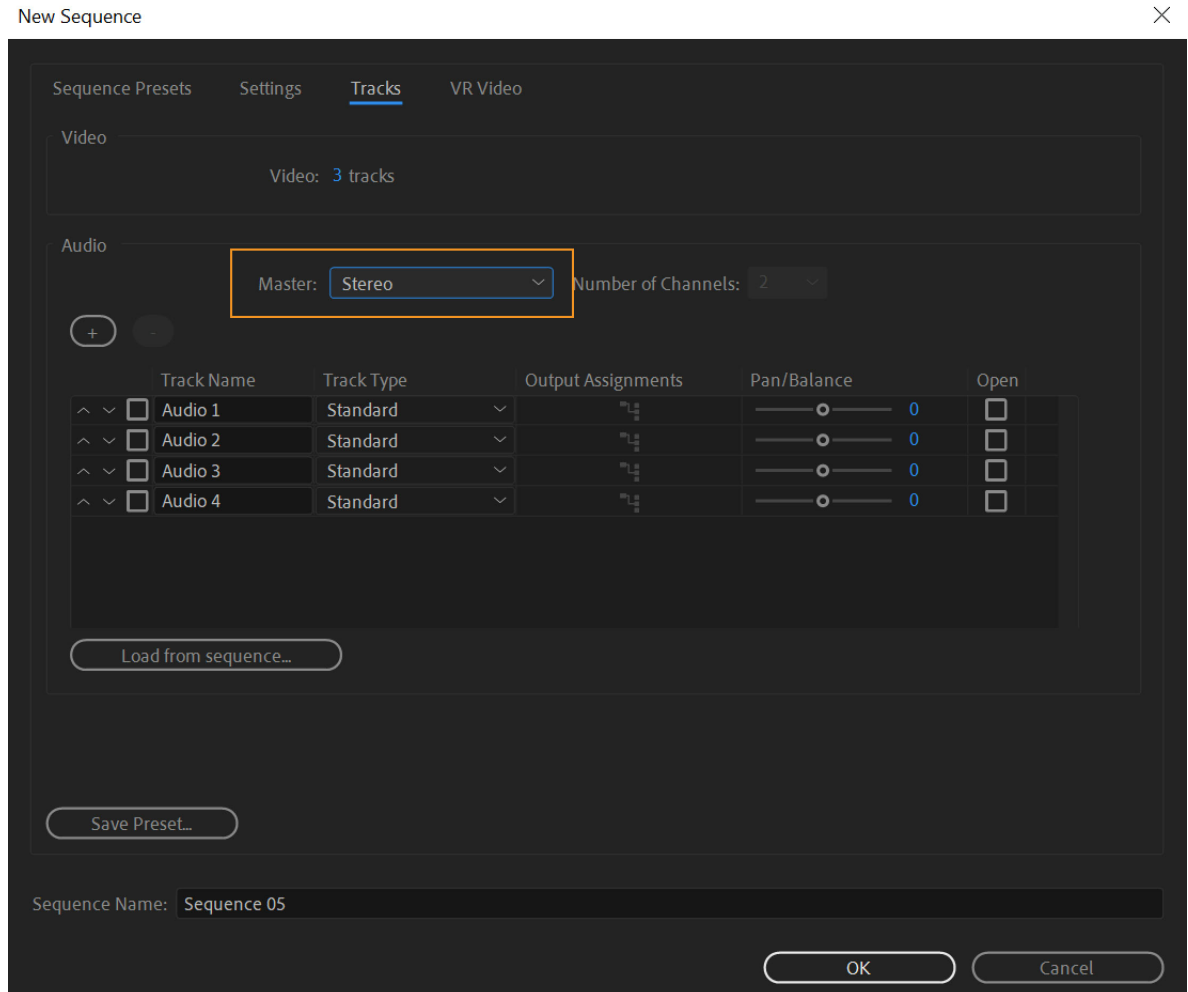 New Sequence
Sequence Presets Settings Tracks VR Video
Video
Video: 3 tracks
Audio
Master: Stereo Number of Channels: 2
+ -
Track Name Track Type Output Assignments Pan/Balance Open
Audio 1 Standard 0
Audio 2 Standard 0
Audio 3 Standard 0
Audio 4 Standard 0
Load from sequence...
Save Preset...
Sequence Name: Sequence 05
OK Cancel